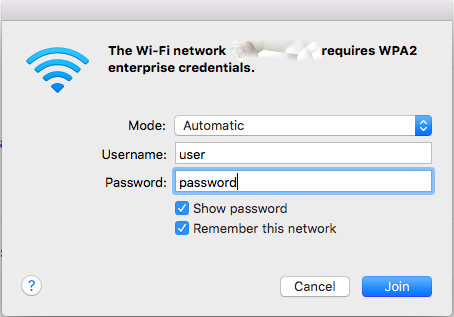 The Wi-Fi network requires WPA2
enterprise credentials.
Mode: Automatic
Username: user
Password: password
Show password
Remember this network
? Cancel Join